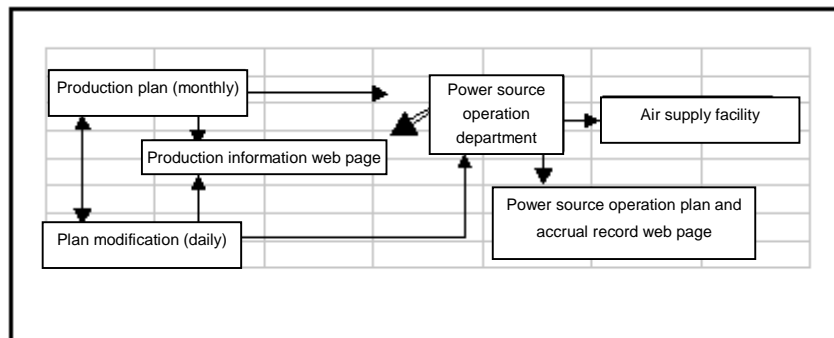 Production plan (monthly)
Power source
operation
department
Air supply facility
Production information web page
Power source operation plan and
accrual record web page
Plan modification (daily)